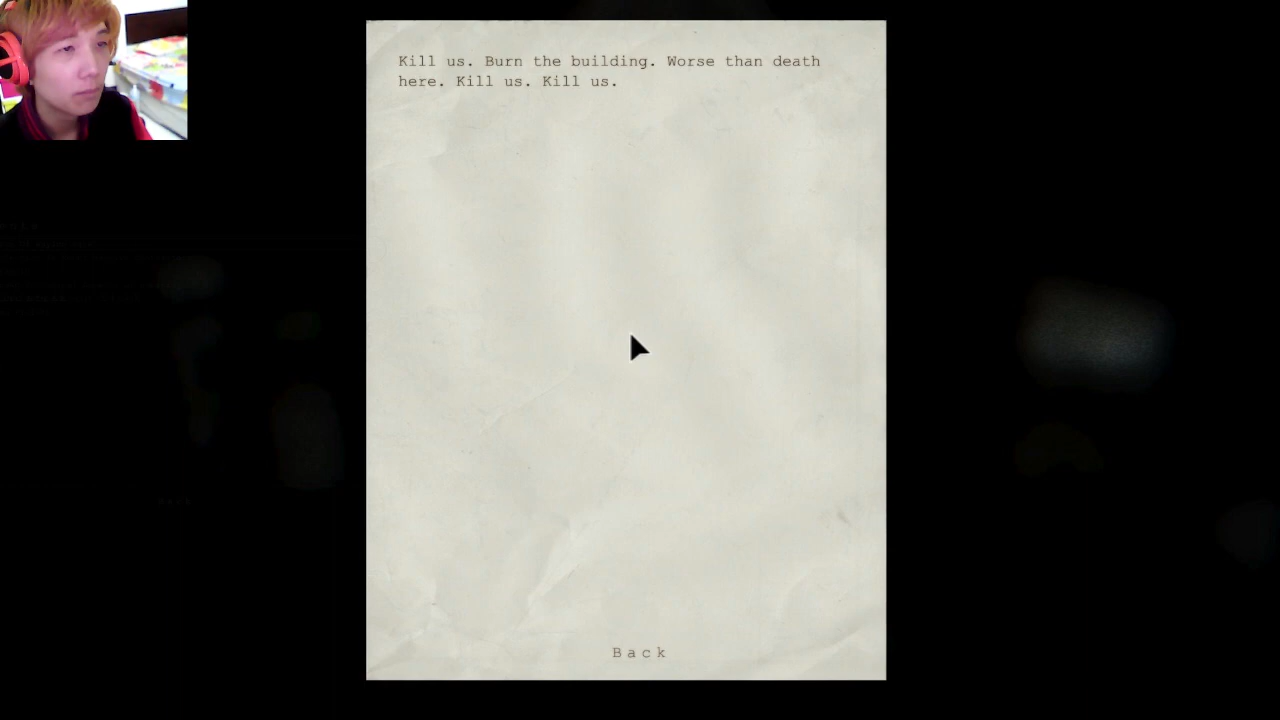 Kill us. Burn the building. Worse than death
here. Kill us. Kill us.
Back